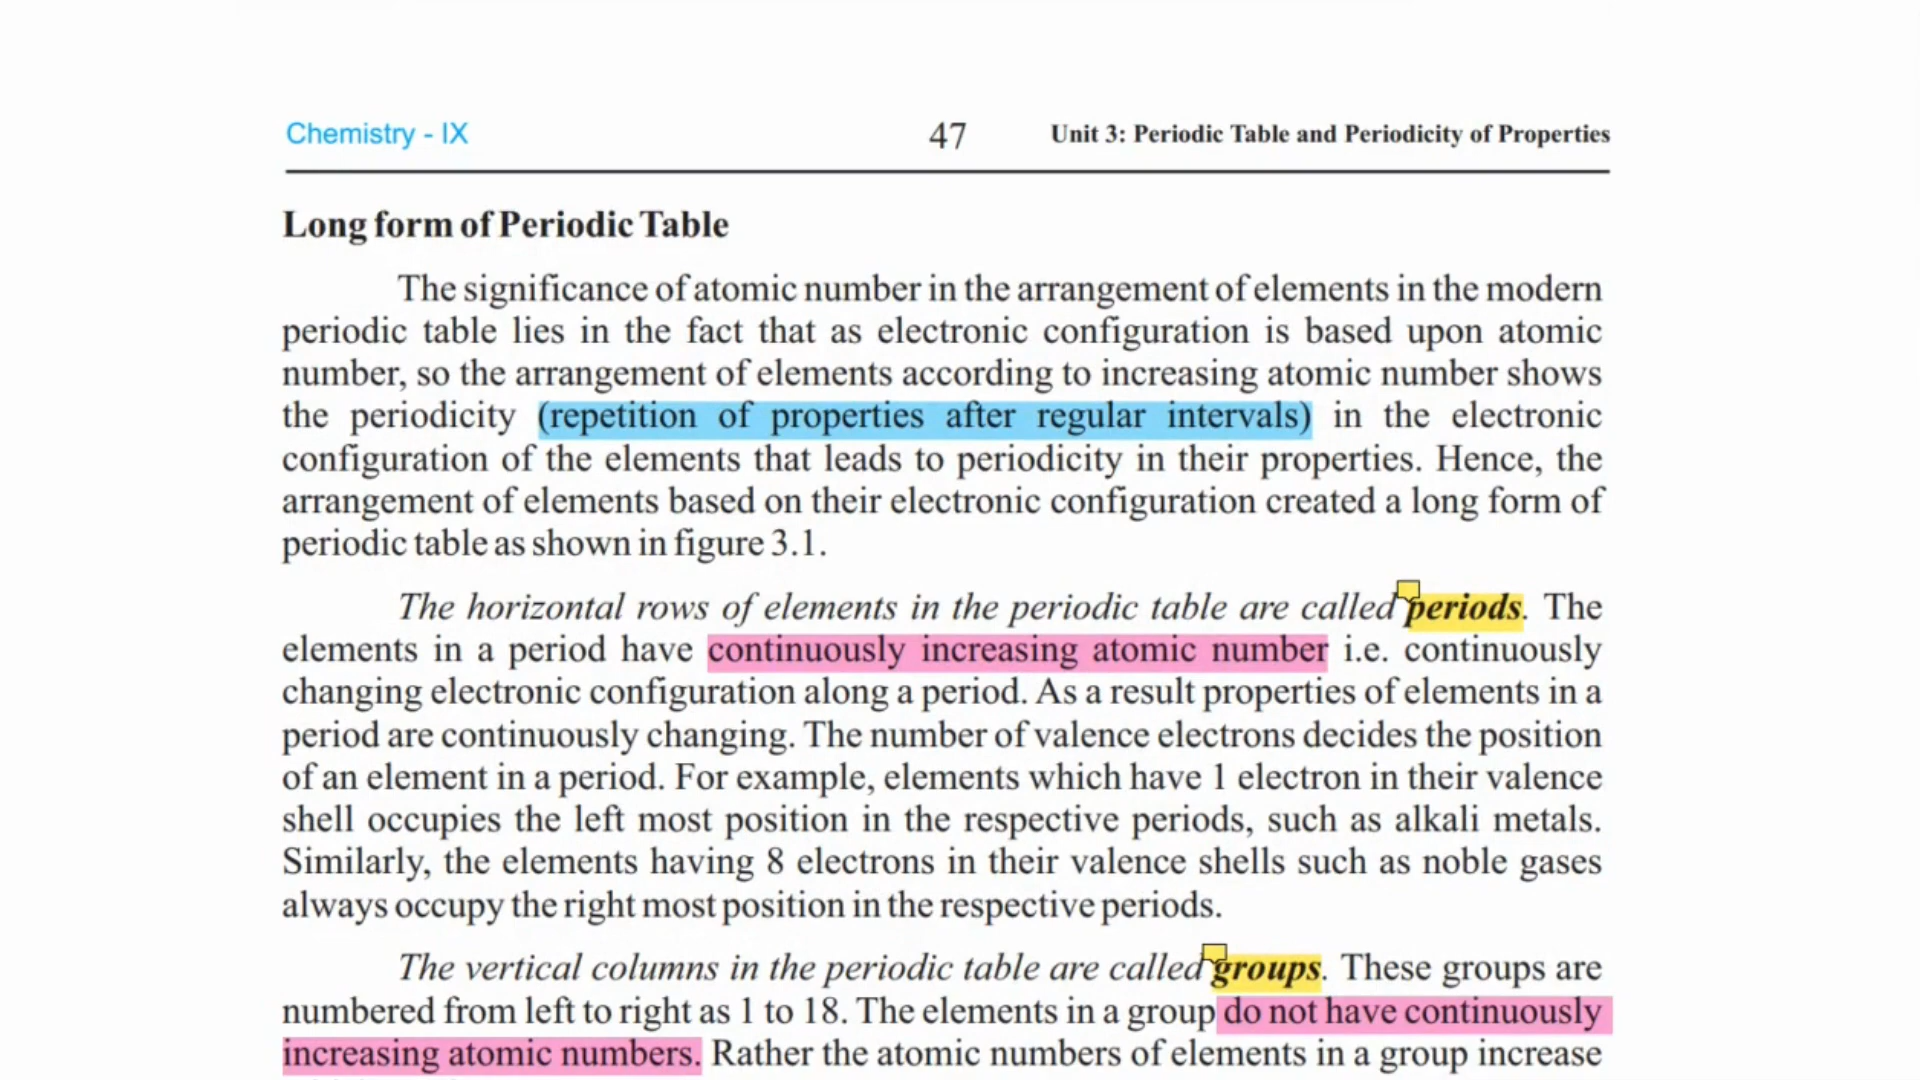 Chemistry - IX 47 Unit 3: Periodic Table and Periodicity of Properties
Long form of Periodic Table
The significance of atomic number in the arrangement of elements in the modern
periodic table lies in the fact that as electronic configuration is based upon atomic
number, so the arrangement of elements according to increasing atomic number shows
the periodicity (repetition of properties after regular intervals) in the electronic
configuration of the elements that leads to periodicity in their properties. Hence, the
arrangement of elements based on their electronic configuration created a long form of
periodic table as shown in figure 3.1.
The horizontal rows of elements in the periodic table are called periods. The
elements in a period have continuously increasing atomic number i.e. continuously
changing electronic configuration along a period. As a result properties of elements in a
period are continuously changing. The number of valence electrons decides the position
of an element in a period. For example, elements which have 1 electron in their valence
shell occupies the left most position in the respective periods, such as alkali metals.
Similarly, the elements having 8 electrons in their valence shells such as noble gases
always occupy the right most position in the respective periods.
The vertical columns in the periodic table are called groups. These groups are
numbered from left to right as 1 to 18. The elements in a group do not have continuously
increasing atomic numbers. Rather the atomic numbers of elements in a group increase